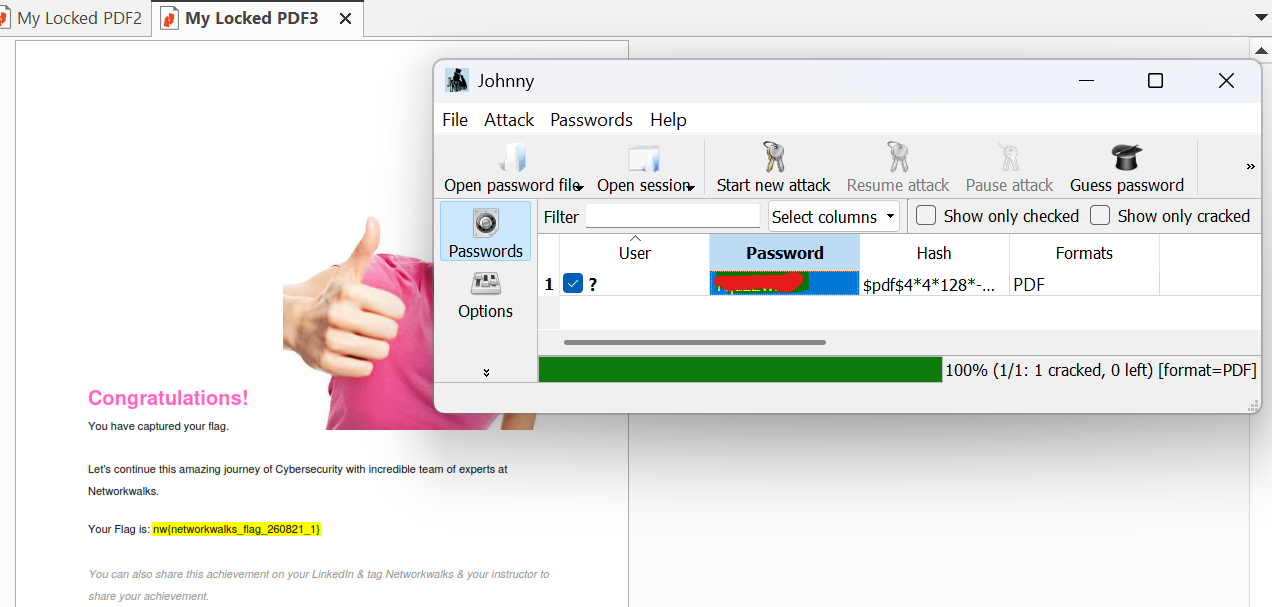 My Locked PDF2
My Locked PDF3
Johnny
File Attack Passwords Help
Open password file Open session Start new attack Resume attack Pause attack Guess password »
Filter Select columns Show only checked Show only cracked
Passwords
Options
User Password Hash Formats
1 ? $pdf$4*4*128*-... PDF
100% (1/1: 1 cracked, 0 left) [format=PDF]
Congratulations!
You have captured your flag.
Let's continue this amazing journey of Cybersecurity with incredible team of experts at
Networkwalks.
Your Flag is: nw{networkwalks_flag_260821_1}
You can also share this achievement on your LinkedIn & tag Networkwalks & your instructor to
share your achievement.